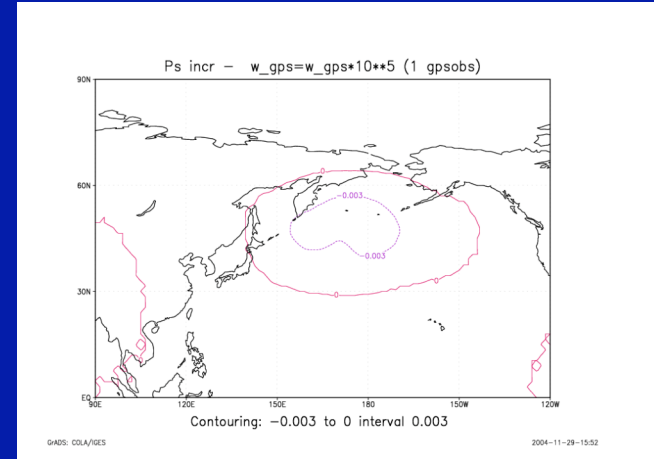 Ps incr - w_gps=w_gps*10**5 (1 gpsobs)
90N
0
60N
-0.003
-0.003
30N
0
0
EQ
90E 120E 150E 180 150W 120W
Contouring: -0.003 to 0 interval 0.003
GrADS: COLA/IGES 2004-11-29-15:52